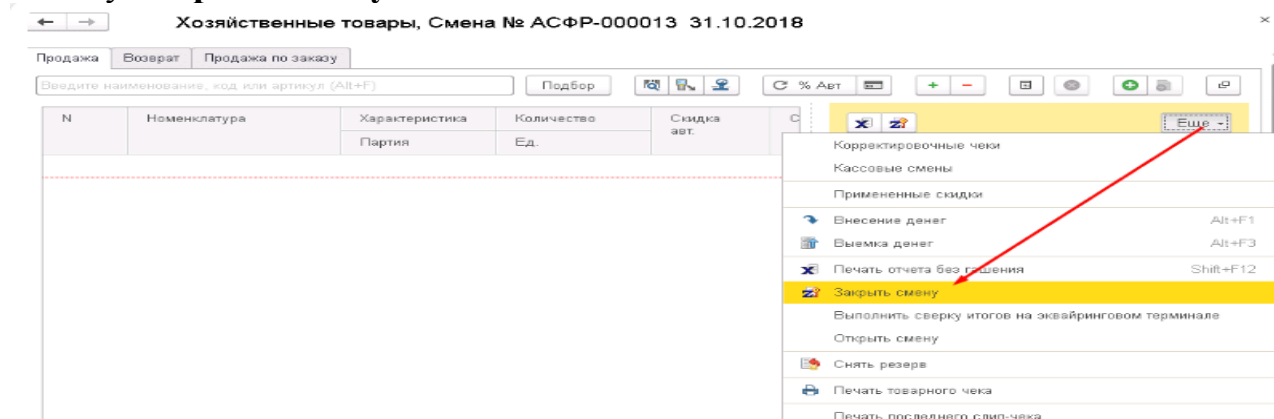 Хозяйственные товары, Смена № АСФР-000013 31.10.2018
Продажа Возврат Продажа по заказу
Введите наименование, код или артикул (Alt+F) Подбор % Авт
N Номенклатура Характеристика Количество Скидка авт. С
Партия Ед.
Еще
Корректировочные чеки
Кассовые смены
Примененные скидки
Внесение денег Alt+F1
Выемка денег Alt+F3
Печать отчета без гашения Shift+F12
Закрыть смену
Выполнить сверку итогов на эквайринговом терминале
Открыть смену
Снять резерв
Печать товарного чека
Печать последнего слип-чека